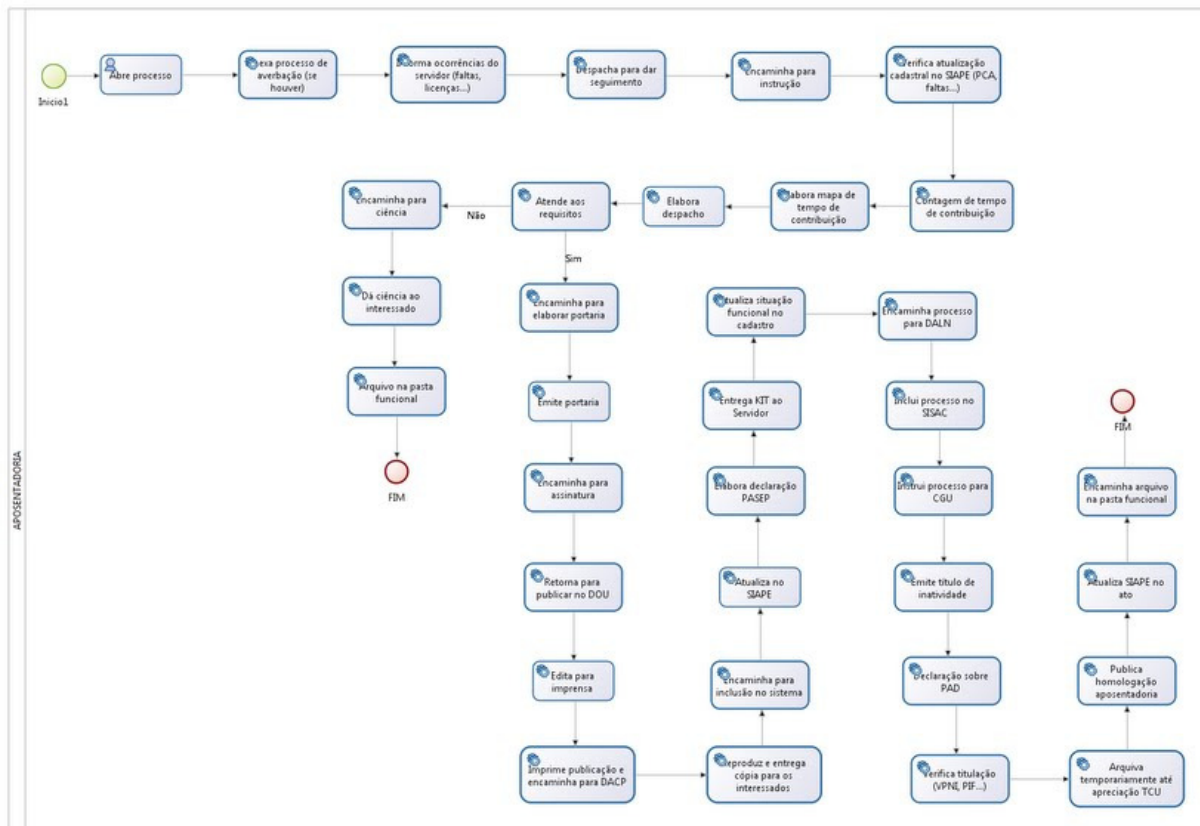 APOSENTADORIA
Inicio1
Abre processo
exa processo de
averbação (se
houver)
orma ocorrências do
servidor (faltas,
licenças...)
Despacha para dar
seguimento
Encaminha para
instrução
Verifica atualização
cadastral no SIAPE (PCA,
faltas...)
Contagem de tempo
de contribuição
Elabora mapa de
tempo de
contribuição
Elabora
despacho
Atende aos
requisitos
Não
Sim
Encaminha para
ciência
Dá ciência ao
interessado
Arquivo na pasta
funcional
FIM
Encaminha para
elaborar portaria
Emite portaria
Encaminha para
assinatura
Retorna para
publicar no DOU
Edita para
imprensa
Imprime publicação e
encaminha para DACP
Reproduz e entrega
cópia para os
interessados
Encaminha para
inclusão no sistema
Atualiza no
SIAPE
Elabora declaração
PASEP
Entrega KIT ao
Servidor
Atualiza situação
funcional no
cadastro
Encaminha processo
para DALN
Inclui processo no
SISAC
Instrui processo para
CGU
Emite título de
inatividade
Declaração sobre
PAD
Verifica titulação
(VPNI, PIF...)
Arquiva
temporariamente até
apreciação TCU
Publica
homologação
aposentadoria
Atualiza SIAPE no
ato
Encaminha arquivo
na pasta funcional
FIM